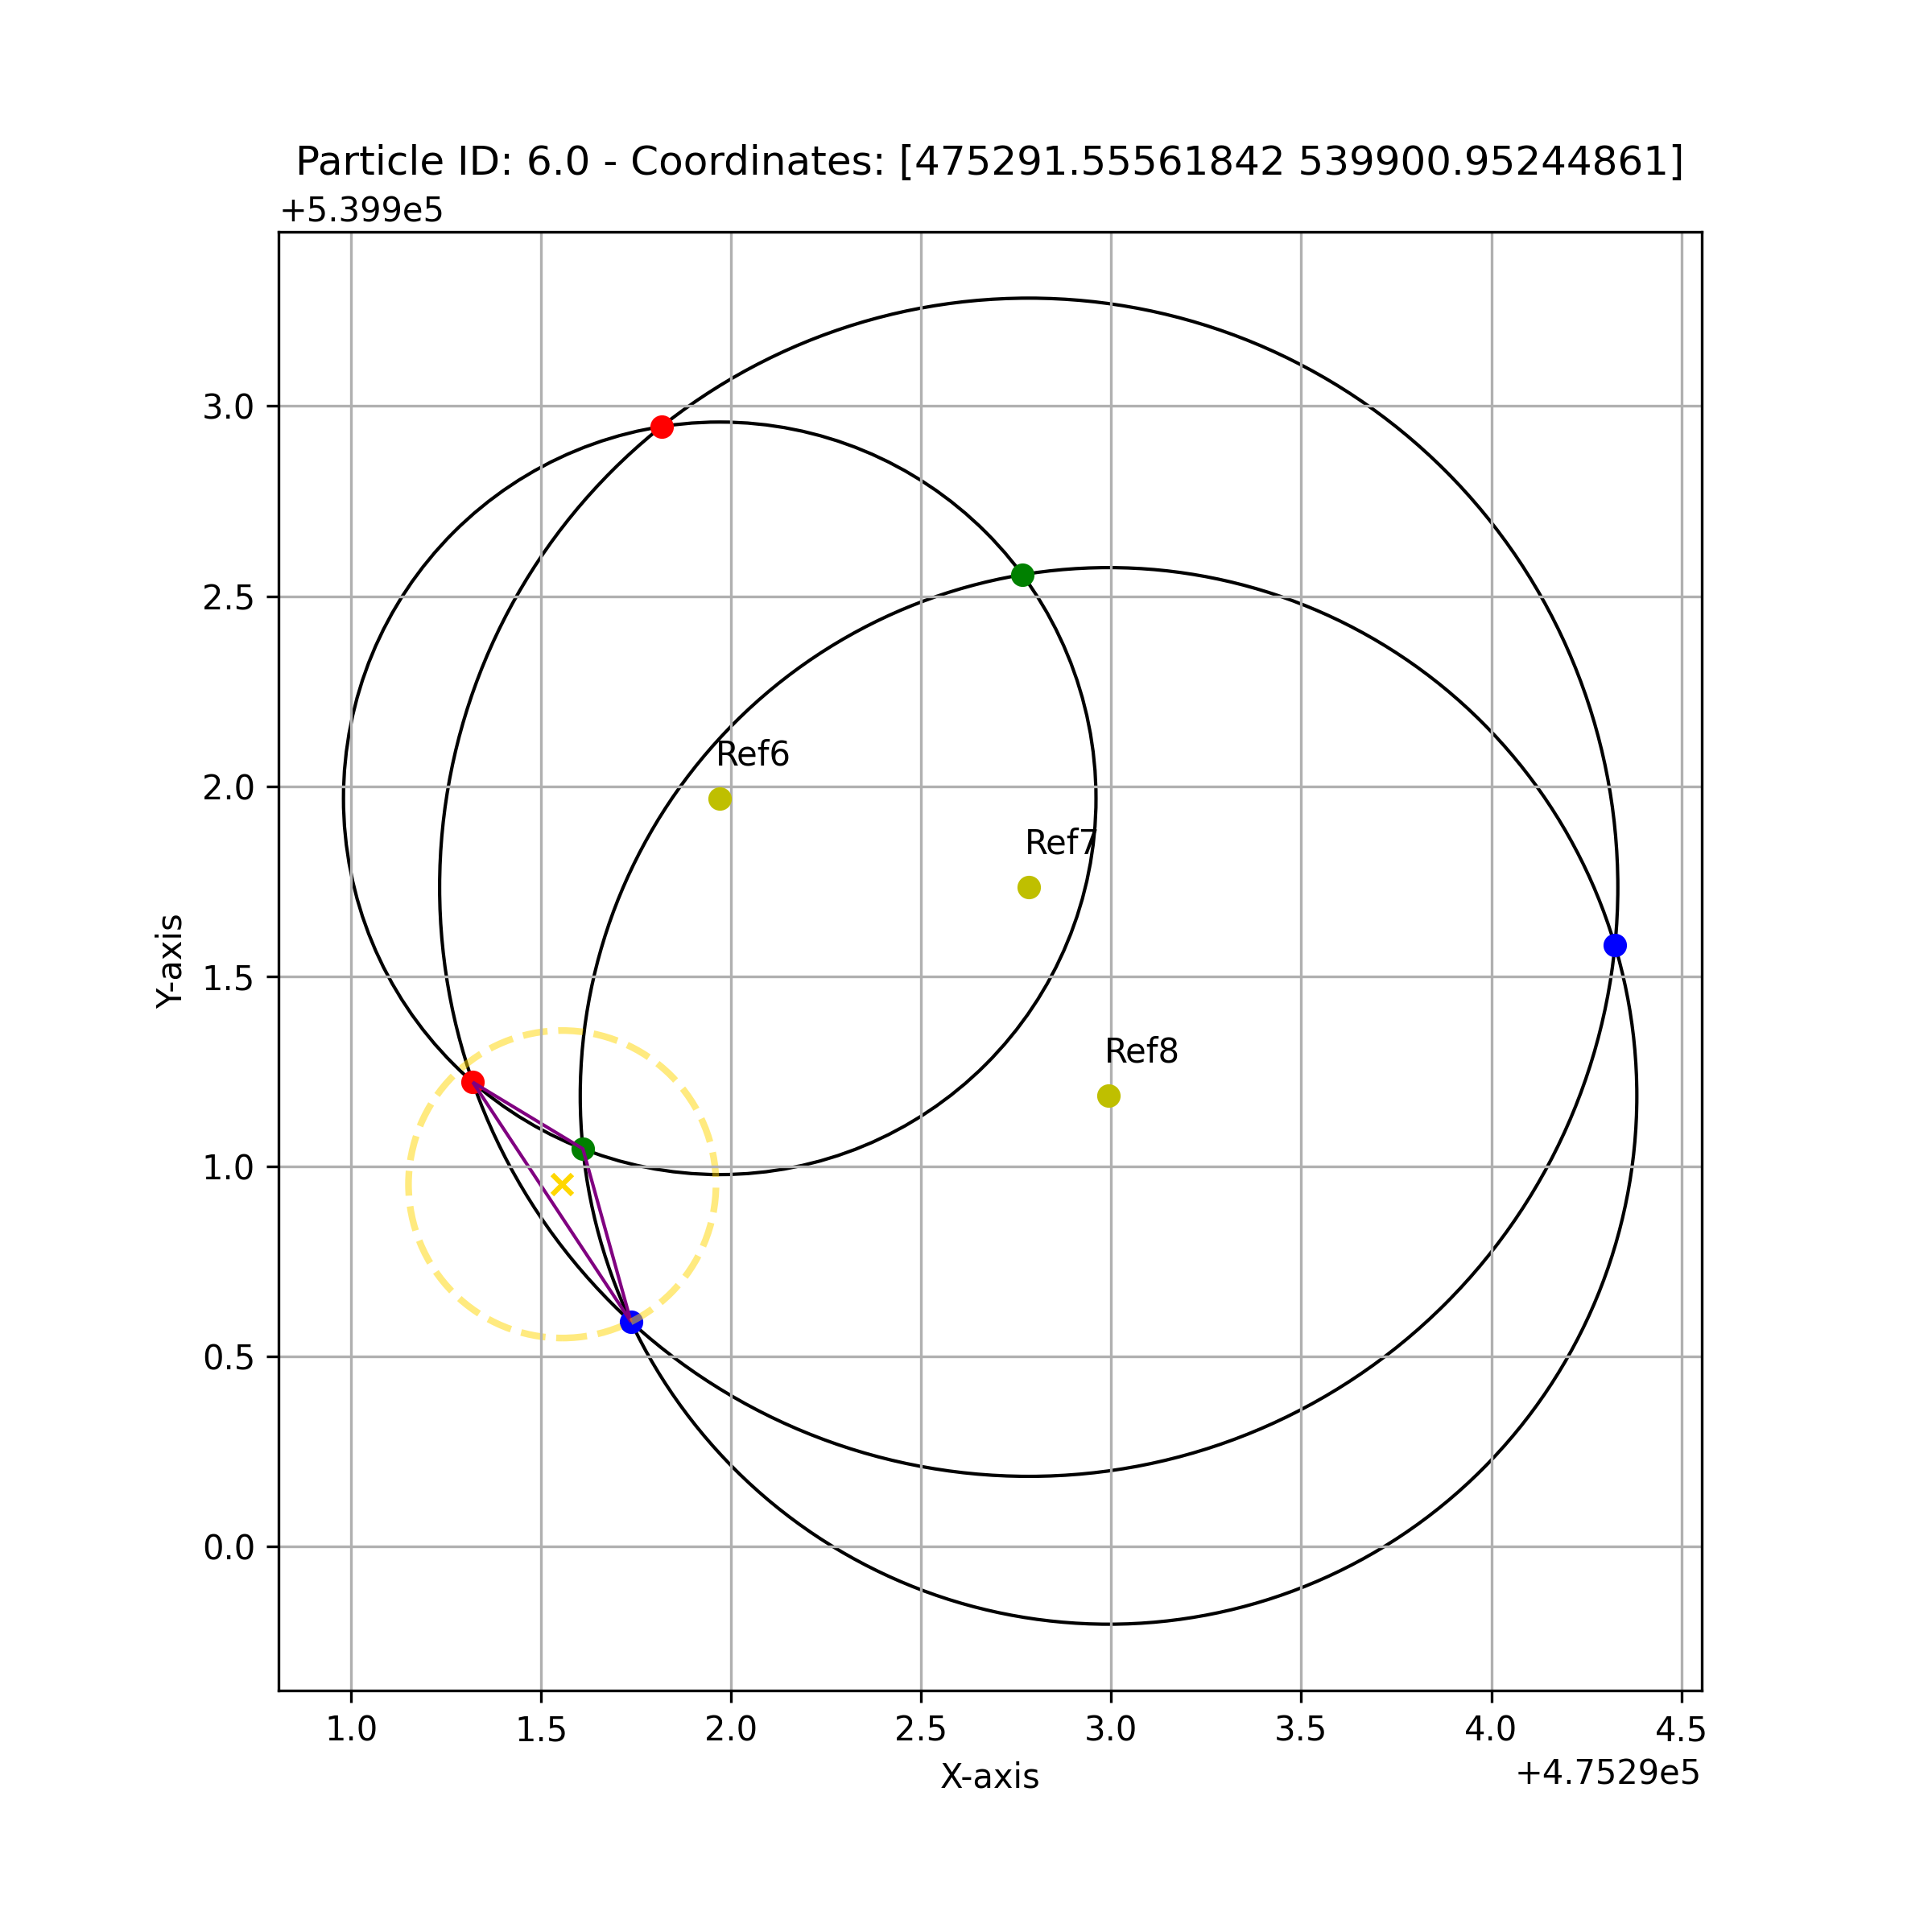 Particle ID: 6.0 - Coordinates: [475291.55561842 539900.95244861]
+5.399e5
3.0
2.5
Ref6
2.0
Ref7
Y-axis
1.5
Ref8
1.0
0.5
0.0
1.0 1.5 2.0 2.5 3.0 3.5 4.0 4.5
X-axis
+4.7529e5